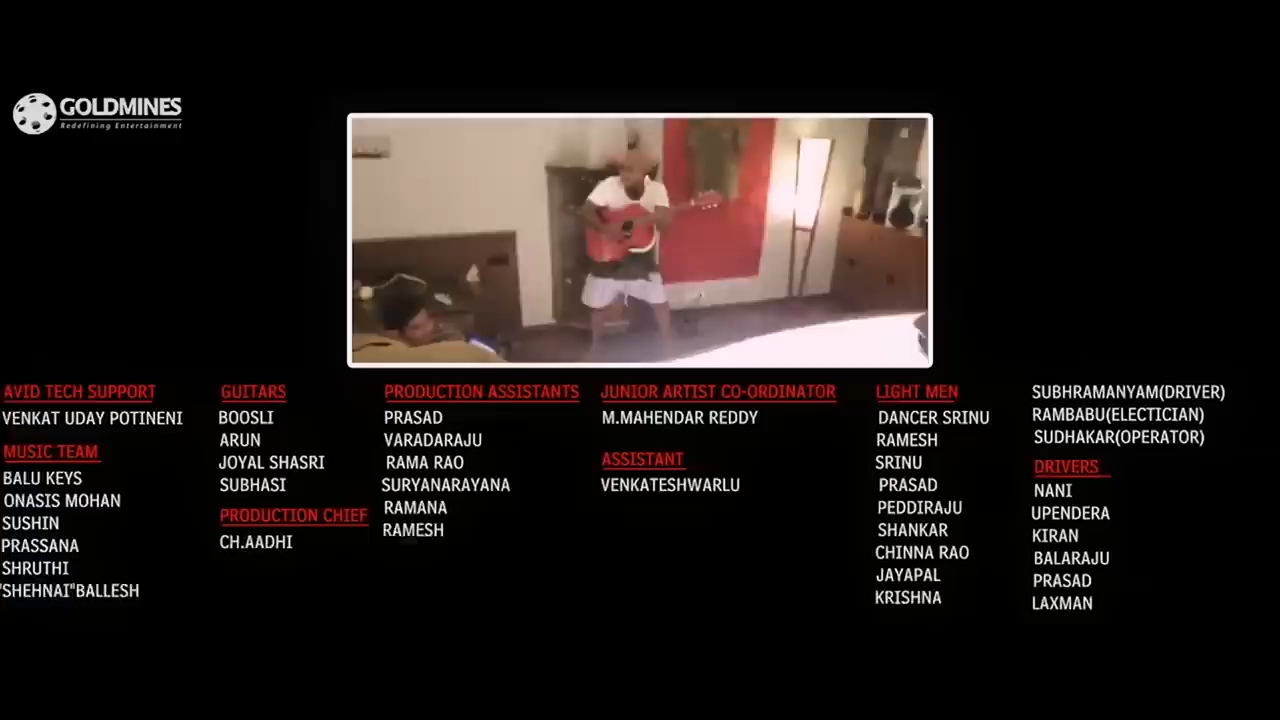 GOLDMINES
Redefining Entertainment
AVID TECH SUPPORT
VENKAT UDAY POTINENI
MUSIC TEAM
BALU KEYS
ONASIS MOHAN
SUSHIN
PRASSANA
SHRUTHI
"SHEHNAI"BALLESH
GUITARS
BOOSLI
ARUN
JOYAL SHASRI
SUBHASI
PRODUCTION CHIEF
CH.AADHI
PRODUCTION ASSISTANTS
PRASAD
VARADARAJU
RAMA RAO
SURYANARAYANA
RAMANA
RAMESH
JUNIOR ARTIST CO-ORDINATOR
M.MAHENDAR REDDY
ASSISTANT
VENKATESHWARLU
LIGHT MEN
DANCER SRINU
RAMESH
SRINU
PRASAD
PEDDIRAJU
SHANKAR
CHINNA RAO
JAYAPAL
KRISHNA
SUBHRAMANYAM(DRIVER)
RAMBABU(ELECTICIAN)
SUDHAKAR(OPERATOR)
DRIVERS
NANI
UPENDERA
KIRAN
BALARAJU
PRASAD
LAXMAN